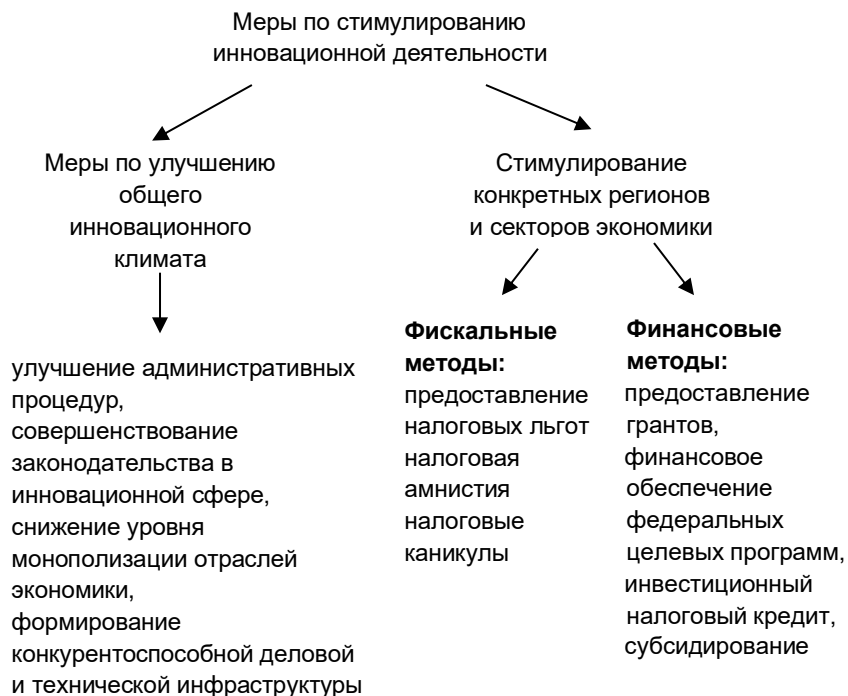 Меры по стимулированию
инновационной деятельности
Меры по улучшению
общего
инновационного
климата
Стимулирование
конкретных регионов
и секторов экономики
улучшение административных
процедур,
совершенствование
законодательства в
инновационной сфере,
снижение уровня
монополизации отраслей
экономики,
формирование
конкурентоспособной деловой
и технической инфраструктуры
Фискальные
методы:
предоставление
налоговых льгот
налоговая
амнистия
налоговые
каникулы
Финансовые
методы:
предоставление
грантов,
финансовое
обеспечение
федеральных
целевых программ,
инвестиционный
налоговый кредит,
субсидирование